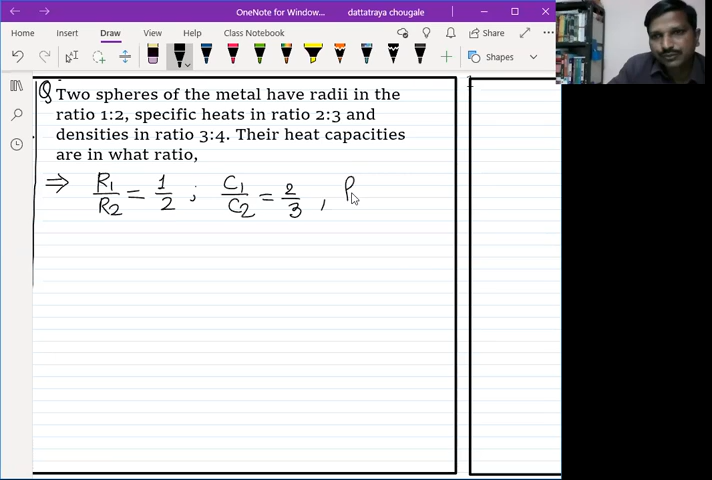 OneNote for Window... dattatraya chougale
Home Insert Draw View Help Class Notebook Share ...
Shapes
Q Two spheres of the metal have radii in the
ratio 1:2, specific heats in ratio 2:3 and
densities in ratio 3:4. Their heat capacities
are in what ratio,
⇒ R1/R2 = 1/2 ; C1/C2 = 2/3 , ρ